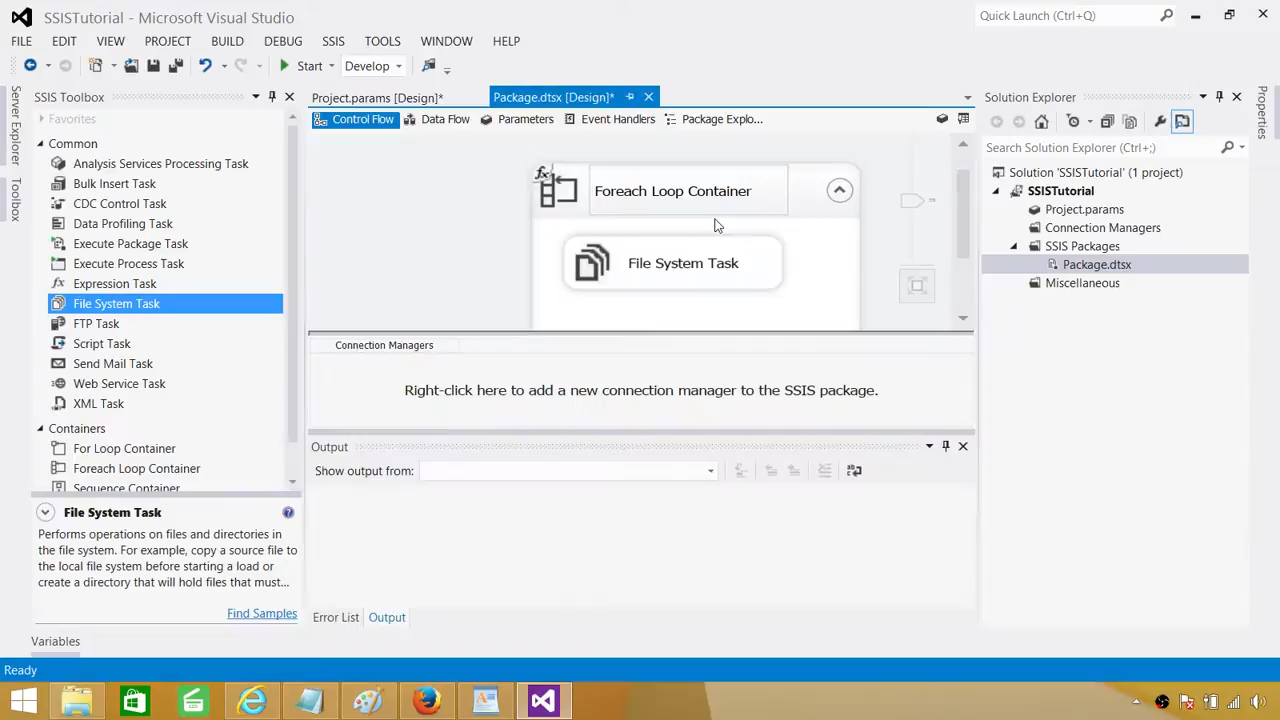 SSISTutorial - Microsoft Visual Studio
Quick Launch (Ctrl+Q)
FILE EDIT VIEW PROJECT BUILD DEBUG SSIS TOOLS WINDOW HELP
Start Develop
Server Explorer
Toolbox
SSIS Toolbox
Favorites
Common
Analysis Services Processing Task
Bulk Insert Task
CDC Control Task
Data Profiling Task
Execute Package Task
Execute Process Task
Expression Task
File System Task
FTP Task
Script Task
Send Mail Task
Web Service Task
XML Task
Containers
For Loop Container
Foreach Loop Container
Sequence Container
File System Task
Performs operations on files and directories in
the file system. For example, copy a source file to
the local file system before starting a load or
create a directory that will hold files that must...
Find Samples
Variables
Project.params [Design]* Package.dtsx [Design]*
Control Flow Data Flow Parameters Event Handlers Package Explo...
fx Foreach Loop Container
File System Task
Connection Managers
Right-click here to add a new connection manager to the SSIS package.
Output
Show output from:
Error List Output
Solution Explorer
Search Solution Explorer (Ctrl+;)
Solution 'SSISTutorial' (1 project)
SSISTutorial
Project.params
Connection Managers
SSIS Packages
Package.dtsx
Miscellaneous
Properties
Ready